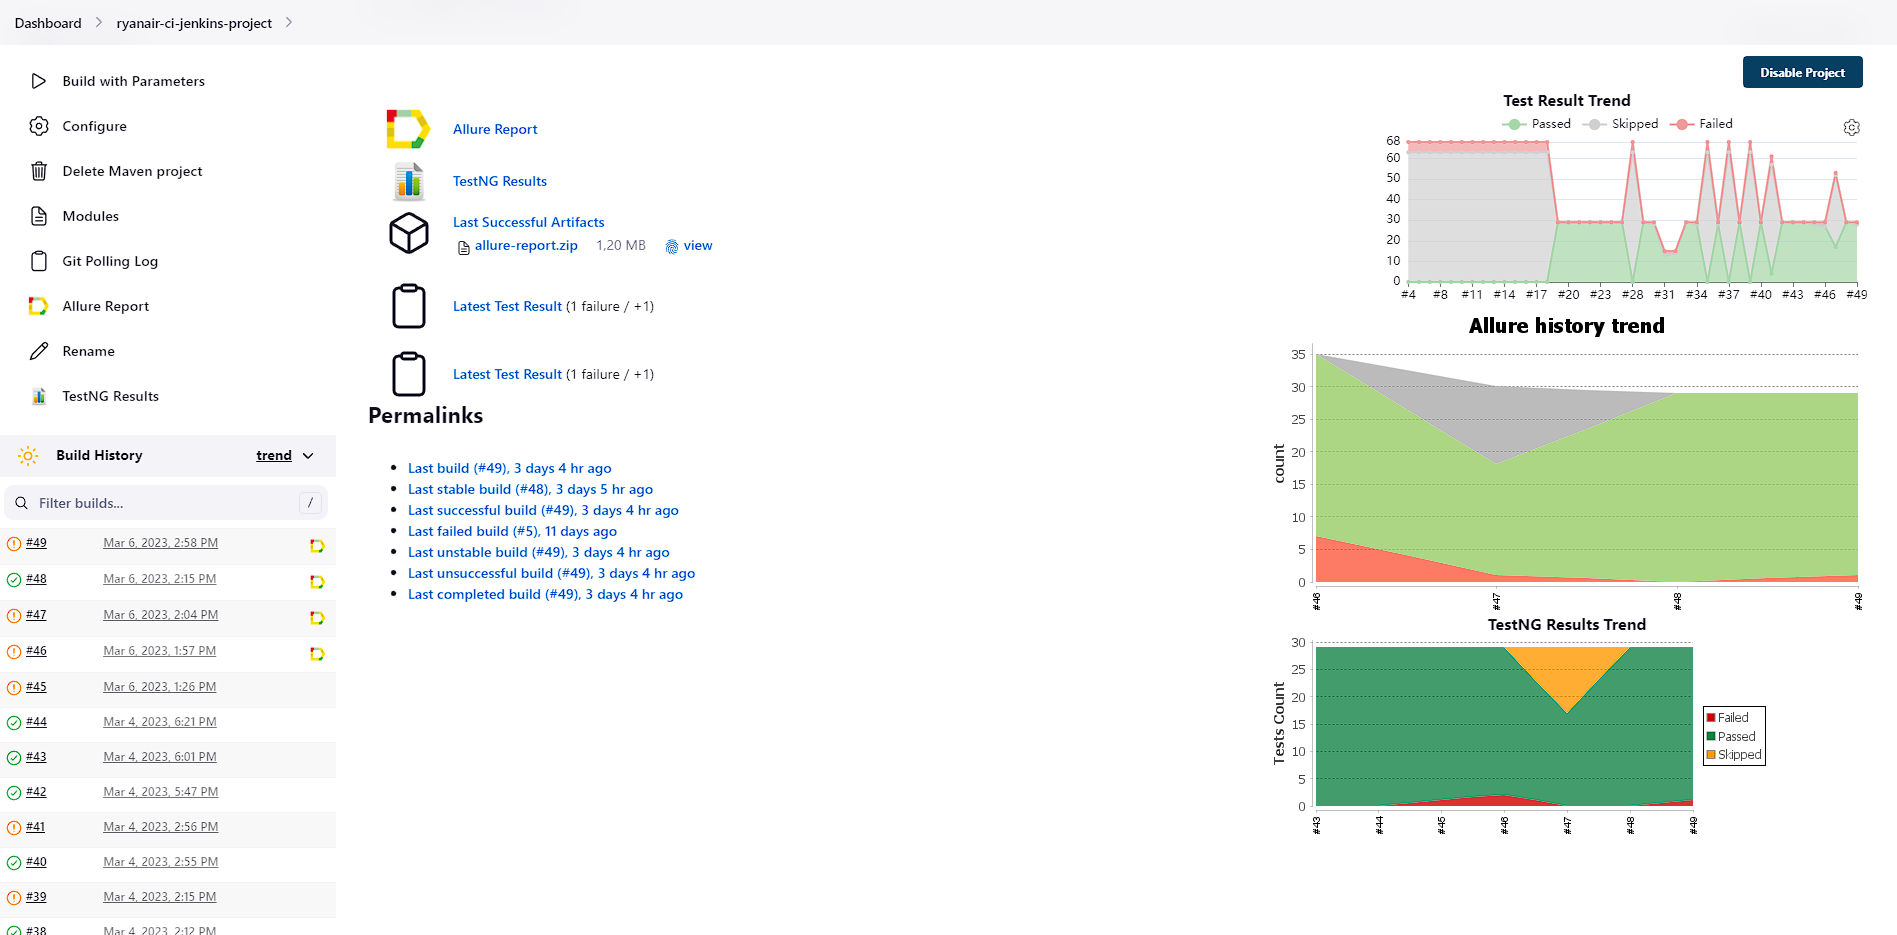 Dashboard
ryanair-ci-jenkins-project
Build with Parameters
Configure
Delete Maven project
Modules
Git Polling Log
Allure Report
Rename
TestNG Results
Build History
trend
Filter builds...
/
#49 Mar 6, 2023, 2:58 PM
#48 Mar 6, 2023, 2:15 PM
#47 Mar 6, 2023, 2:04 PM
#46 Mar 6, 2023, 1:57 PM
#45 Mar 6, 2023, 1:26 PM
#44 Mar 4, 2023, 6:21 PM
#43 Mar 4, 2023, 6:01 PM
#42 Mar 4, 2023, 5:47 PM
#41 Mar 4, 2023, 2:56 PM
#40 Mar 4, 2023, 2:55 PM
#39 Mar 4, 2023, 2:15 PM
#38 Mar 4, 2023, 2:12 PM
Allure Report
TestNG Results
Last Successful Artifacts
allure-report.zip 1,20 MB view
Latest Test Result (1 failure / +1)
Latest Test Result (1 failure / +1)
Permalinks
Last build (#49), 3 days 4 hr ago
Last stable build (#48), 3 days 5 hr ago
Last successful build (#49), 3 days 4 hr ago
Last failed build (#5), 11 days ago
Last unstable build (#49), 3 days 4 hr ago
Last unsuccessful build (#49), 3 days 4 hr ago
Last completed build (#49), 3 days 4 hr ago
Disable Project
Test Result Trend
Passed Skipped Failed
68
60
50
40
30
20
10
0
#4 #8 #11 #14 #17 #20 #23 #28 #31 #34 #37 #40 #43 #46 #49
Allure history trend
count
35
30
25
20
15
10
5
0
#46 #47 #48 #49
TestNG Results Trend
Tests Count
30
25
20
15
10
5
0
#43 #44 #45 #46 #47 #48 #49
Failed
Passed
Skipped